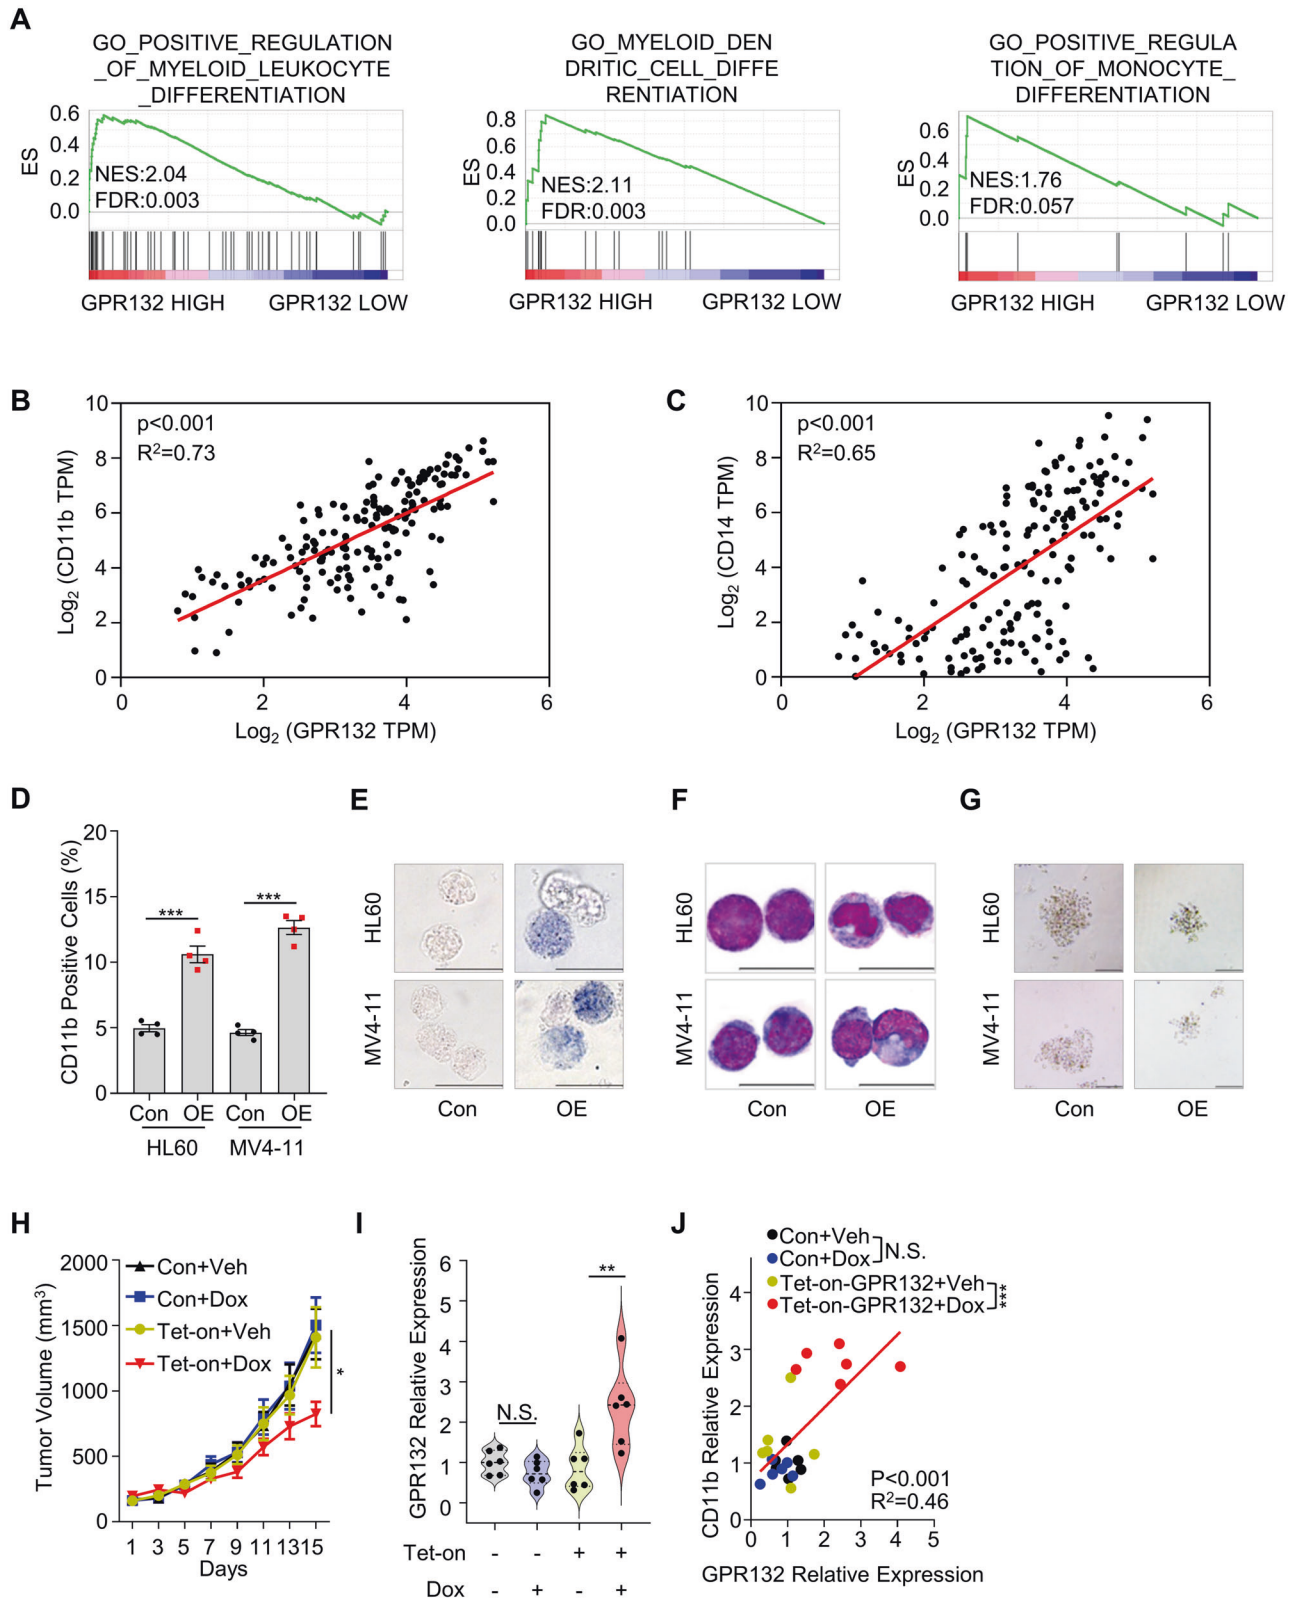 A
GO_POSITIVE_REGULATION
_OF_MYELOID_LEUKOCYTE
_DIFFERENTIATION
0.6
0.4
0.2
0.0
ES
NES:2.04
FDR:0.003
GPR132 HIGH GPR132 LOW
GO_MYELOID_DEN
DRITIC_CELL_DIFFE
RENTIATION
0.8
0.6
0.4
0.2
0.0
ES
NES:2.11
FDR:0.003
GPR132 HIGH GPR132 LOW
GO_POSITIVE_REGULA
TION_OF_MONOCYTE_
DIFFERENTIATION
0.6
0.4
0.2
0.0
ES
NES:1.76
FDR:0.057
GPR132 HIGH GPR132 LOW
B
p<0.001
R²=0.73
10
8
6
4
2
0
Log₂ (CD11b TPM)
0 2 4 6
Log₂ (GPR132 TPM)
C
p<0.001
R²=0.65
10
8
6
4
2
0
Log₂ (CD14 TPM)
0 2 4 6
Log₂ (GPR132 TPM)
D
20
15
10
5
0
CD11b Positive Cells (%)
*** ***
Con OE Con OE
HL60 MV4-11
E
HL60
MV4-11
Con OE
F
HL60
MV4-11
Con OE
G
HL60
MV4-11
Con OE
H
2000
1500
1000
500
0
Tumor Volume (mm³)
Con+Veh
Con+Dox
Tet-on+Veh
Tet-on+Dox
*
1 3 5 7 9 11 13 15
Days
I
6
5
4
3
2
1
0
GPR132 Relative Expression
N.S.
**
Tet-on - - + +
Dox - + - +
J
Con+Veh
Con+Dox
N.S.
Tet-on-GPR132+Veh
Tet-on-GPR132+Dox
***
4
3
2
1
0
CD11b Relative Expression
P<0.001
R²=0.46
0 1 2 3 4 5
GPR132 Relative Expression